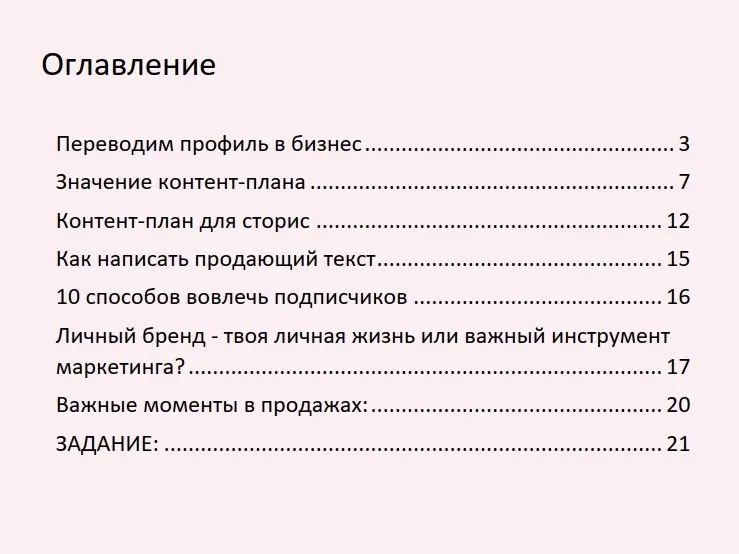 Оглавление
Переводим профиль в бизнес........................................................ 3
Значение контент-плана.................................................................. 7
Контент-план для сторис ............................................................... 12
Как написать продающий текст.................................................... 15
10 способов вовлечь подписчиков .............................................. 16
Личный бренд - твоя личная жизнь или важный инструмент
маркетинга?...................................................................................... 17
Важные моменты в продажах:..................................................... 20
ЗАДАНИЕ: .......................................................................................... 21